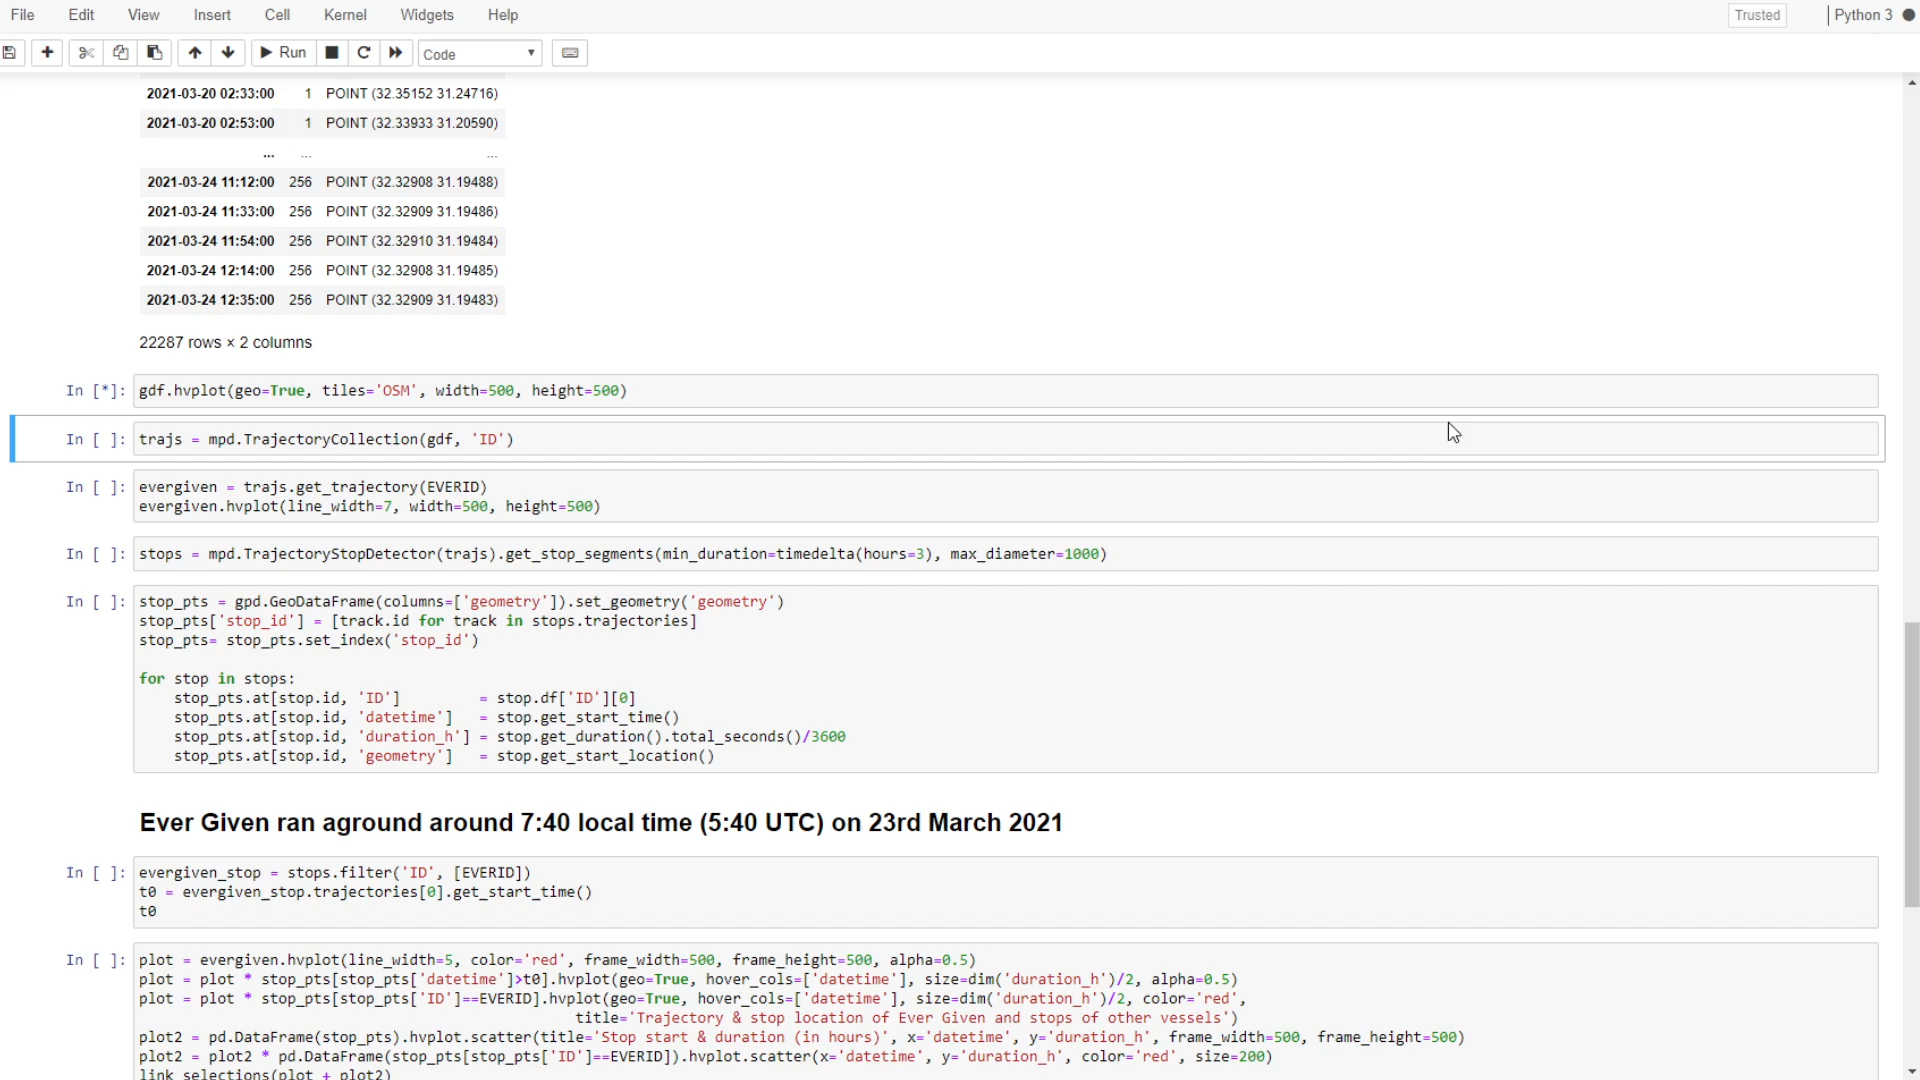 File Edit View Insert Cell Kernel Widgets Help Trusted Python 3
Run Code
2021-03-20 02:33:00 1 POINT (32.35152 31.24716)
2021-03-20 02:53:00 1 POINT (32.33933 31.20590)
... ... ...
2021-03-24 11:12:00 256 POINT (32.32908 31.19488)
2021-03-24 11:33:00 256 POINT (32.32909 31.19486)
2021-03-24 11:54:00 256 POINT (32.32910 31.19484)
2021-03-24 12:14:00 256 POINT (32.32908 31.19485)
2021-03-24 12:35:00 256 POINT (32.32909 31.19483)
22287 rows × 2 columns
In [*]: gdf.hvplot(geo=True, tiles='OSM', width=500, height=500)
In [ ]: trajs = mpd.TrajectoryCollection(gdf, 'ID')
In [ ]: evergiven = trajs.get_trajectory(EVERID)
evergiven.hvplot(line_width=7, width=500, height=500)
In [ ]: stops = mpd.TrajectoryStopDetector(trajs).get_stop_segments(min_duration=timedelta(hours=3), max_diameter=1000)
In [ ]: stop_pts = gpd.GeoDataFrame(columns=['geometry']).set_geometry('geometry')
stop_pts['stop_id'] = [track.id for track in stops.trajectories]
stop_pts= stop_pts.set_index('stop_id')
for stop in stops:
    stop_pts.at[stop.id, 'ID']         = stop.df['ID'][0]
    stop_pts.at[stop.id, 'datetime']   = stop.get_start_time()
    stop_pts.at[stop.id, 'duration_h'] = stop.get_duration().total_seconds()/3600
    stop_pts.at[stop.id, 'geometry']   = stop.get_start_location()
Ever Given ran aground around 7:40 local time (5:40 UTC) on 23rd March 2021
In [ ]: evergiven_stop = stops.filter('ID', [EVERID])
t0 = evergiven_stop.trajectories[0].get_start_time()
t0
In [ ]: plot = evergiven.hvplot(line_width=5, color='red', frame_width=500, frame_height=500, alpha=0.5)
plot = plot * stop_pts[stop_pts['datetime']>t0].hvplot(geo=True, hover_cols=['datetime'], size=dim('duration_h')/2, alpha=0.5)
plot = plot * stop_pts[stop_pts['ID']==EVERID].hvplot(geo=True, hover_cols=['datetime'], size=dim('duration_h')/2, color='red',
title='Trajectory & stop location of Ever Given and stops of other vessels')
plot2 = pd.DataFrame(stop_pts).hvplot.scatter(title='Stop start & duration (in hours)', x='datetime', y='duration_h', frame_width=500, frame_height=500)
plot2 = plot2 * pd.DataFrame(stop_pts[stop_pts['ID']==EVERID]).hvplot.scatter(x='datetime', y='duration_h', color='red', size=200)
link_selections(plot + plot2)